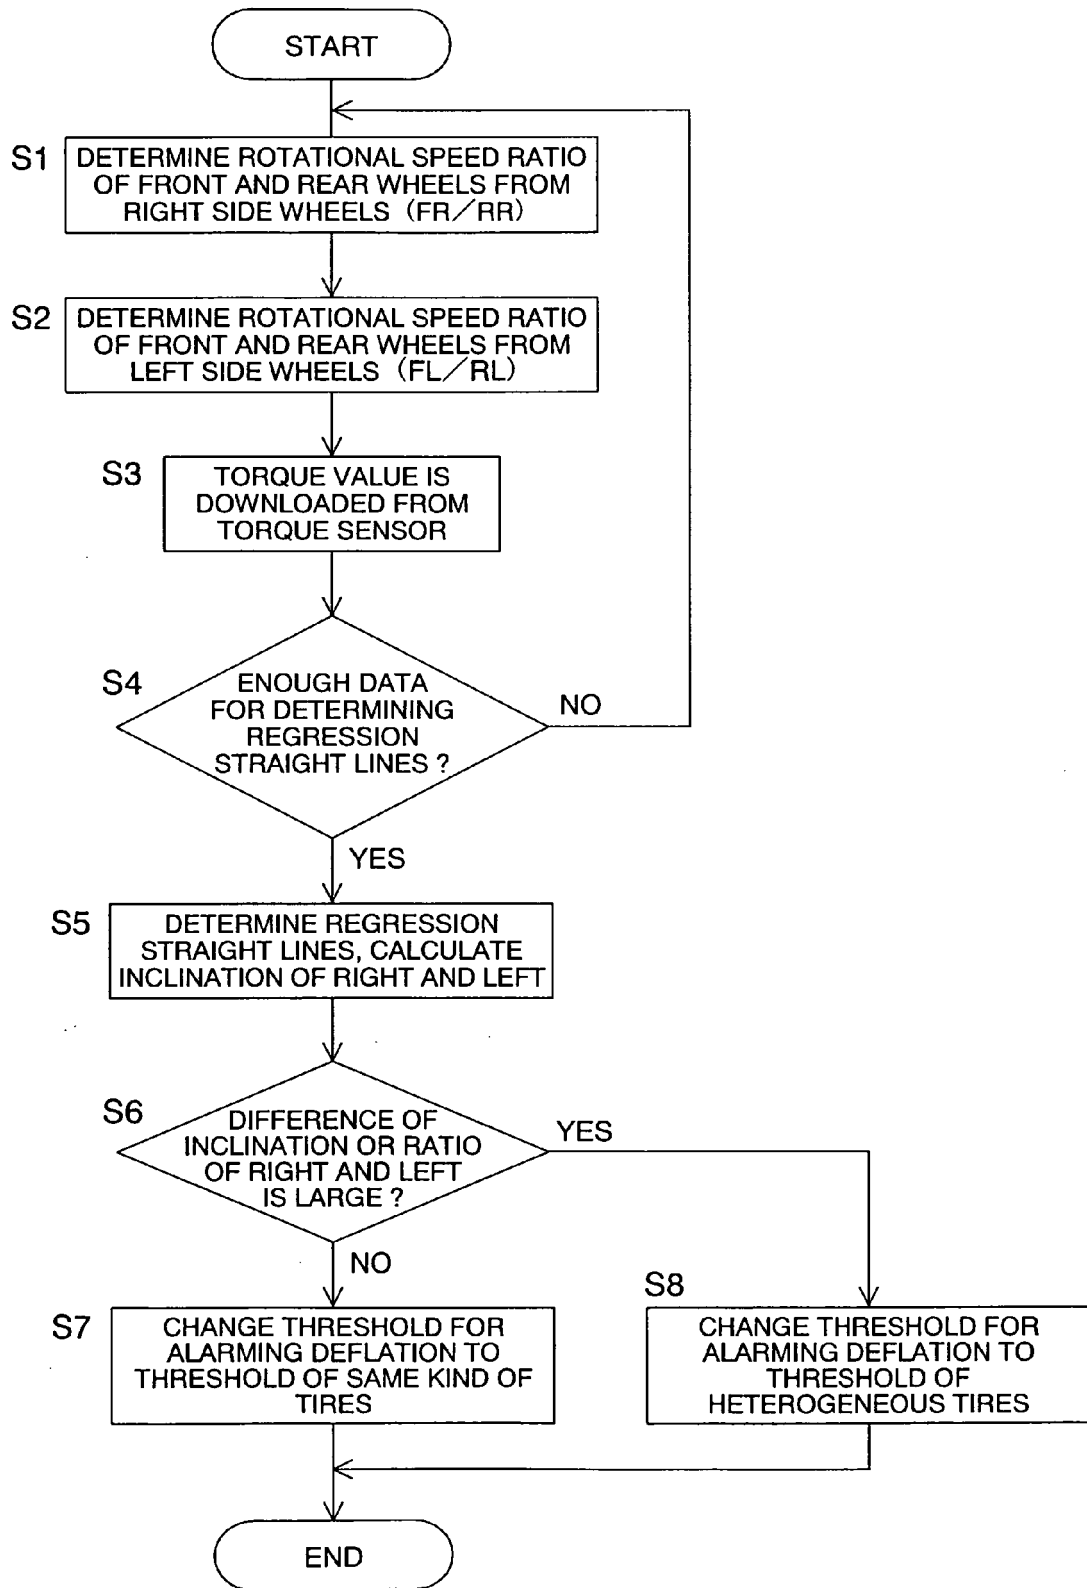 START
S1
DETERMINE ROTATIONAL SPEED RATIO
OF FRONT AND REAR WHEELS FROM
RIGHT SIDE WHEELS (FR／RR)
S2
DETERMINE ROTATIONAL SPEED RATIO
OF FRONT AND REAR WHEELS FROM
LEFT SIDE WHEELS (FL／RL)
S3
TORQUE VALUE IS
DOWNLOADED FROM
TORQUE SENSOR
S4
ENOUGH DATA
FOR DETERMINING
REGRESSION
STRAIGHT LINES ?
NO
YES
S5
DETERMINE REGRESSION
STRAIGHT LINES, CALCULATE
INCLINATION OF RIGHT AND LEFT
S6
DIFFERENCE OF
INCLINATION OR RATIO
OF RIGHT AND LEFT
IS LARGE ?
YES
NO
S7
CHANGE THRESHOLD FOR
ALARMING DEFLATION TO
THRESHOLD OF SAME KIND OF
TIRES
S8
CHANGE THRESHOLD FOR
ALARMING DEFLATION TO
THRESHOLD OF
HETEROGENEOUS TIRES
END